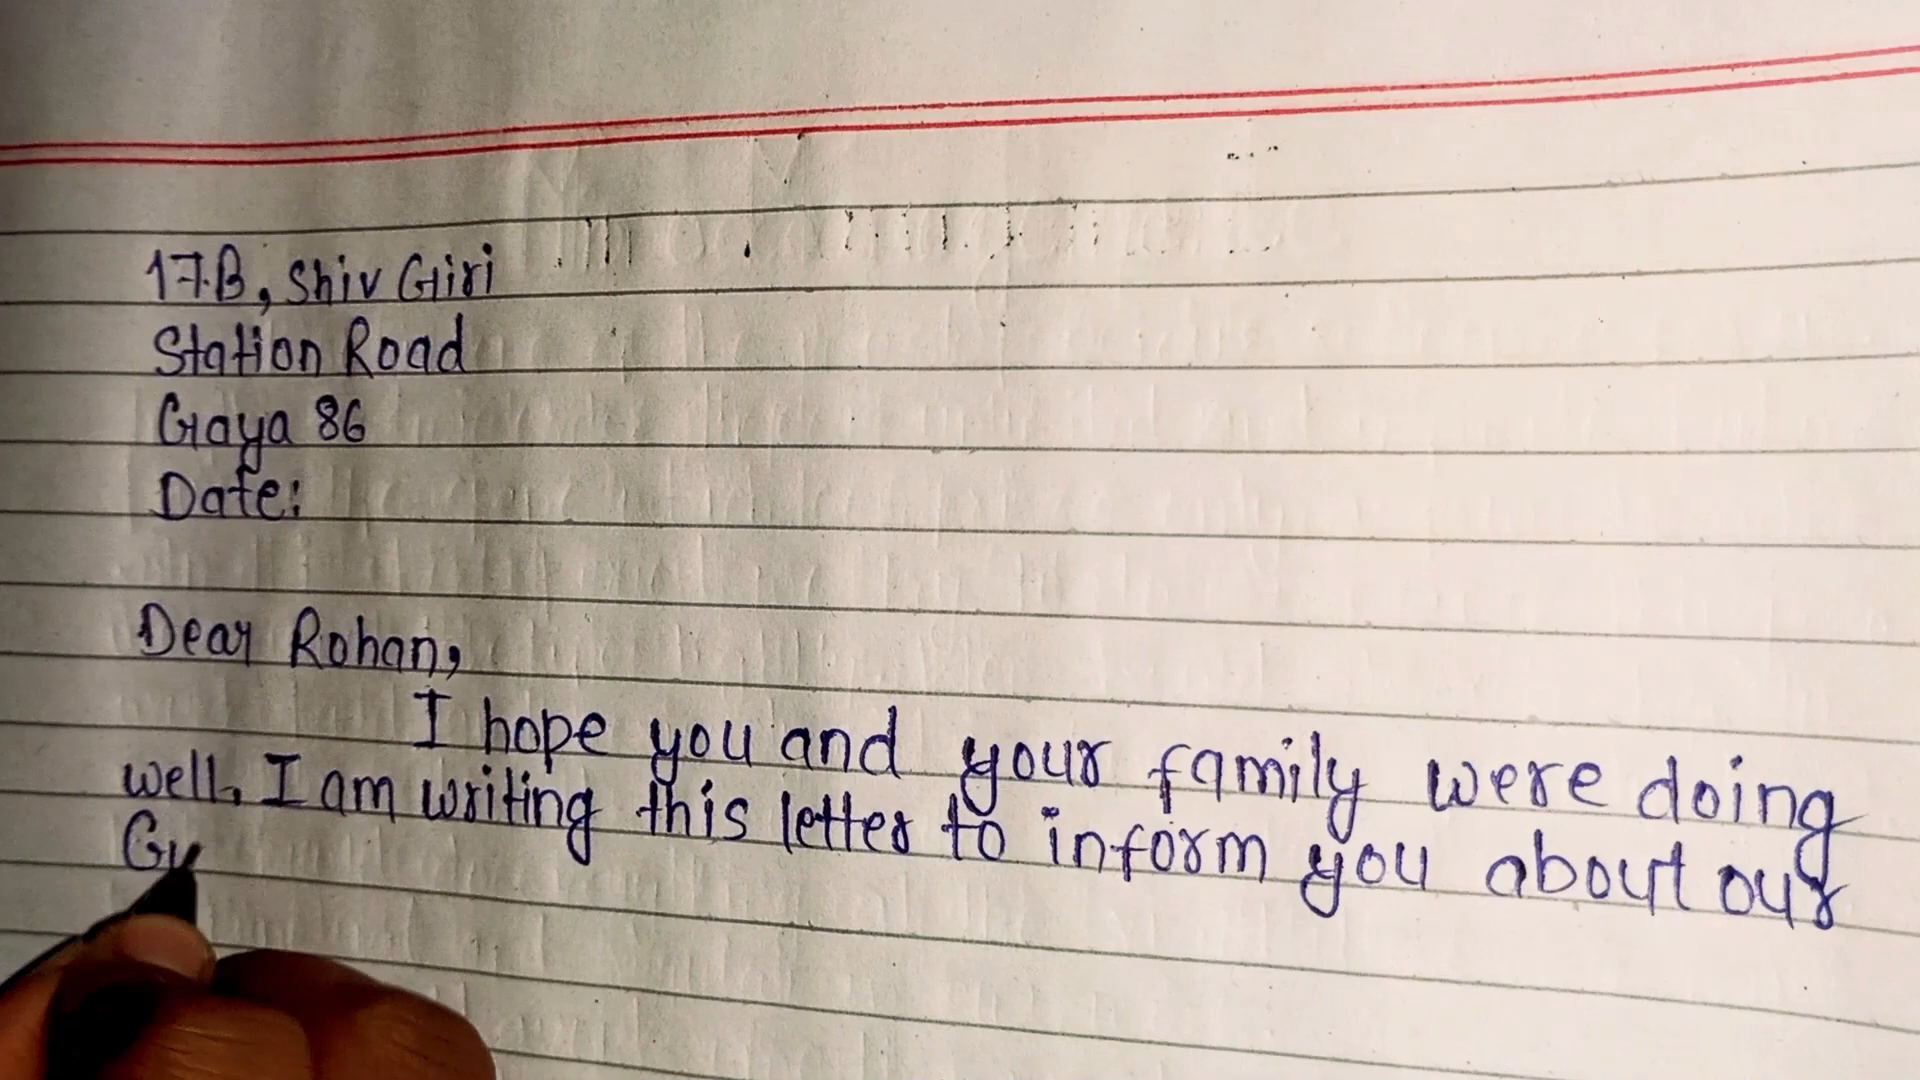 17.B, Shiv Giri
Station Road
Gaya 86
Date:
Dear Rohan,
I hope you and your family were doing
well, I am writing this letter to inform you about our